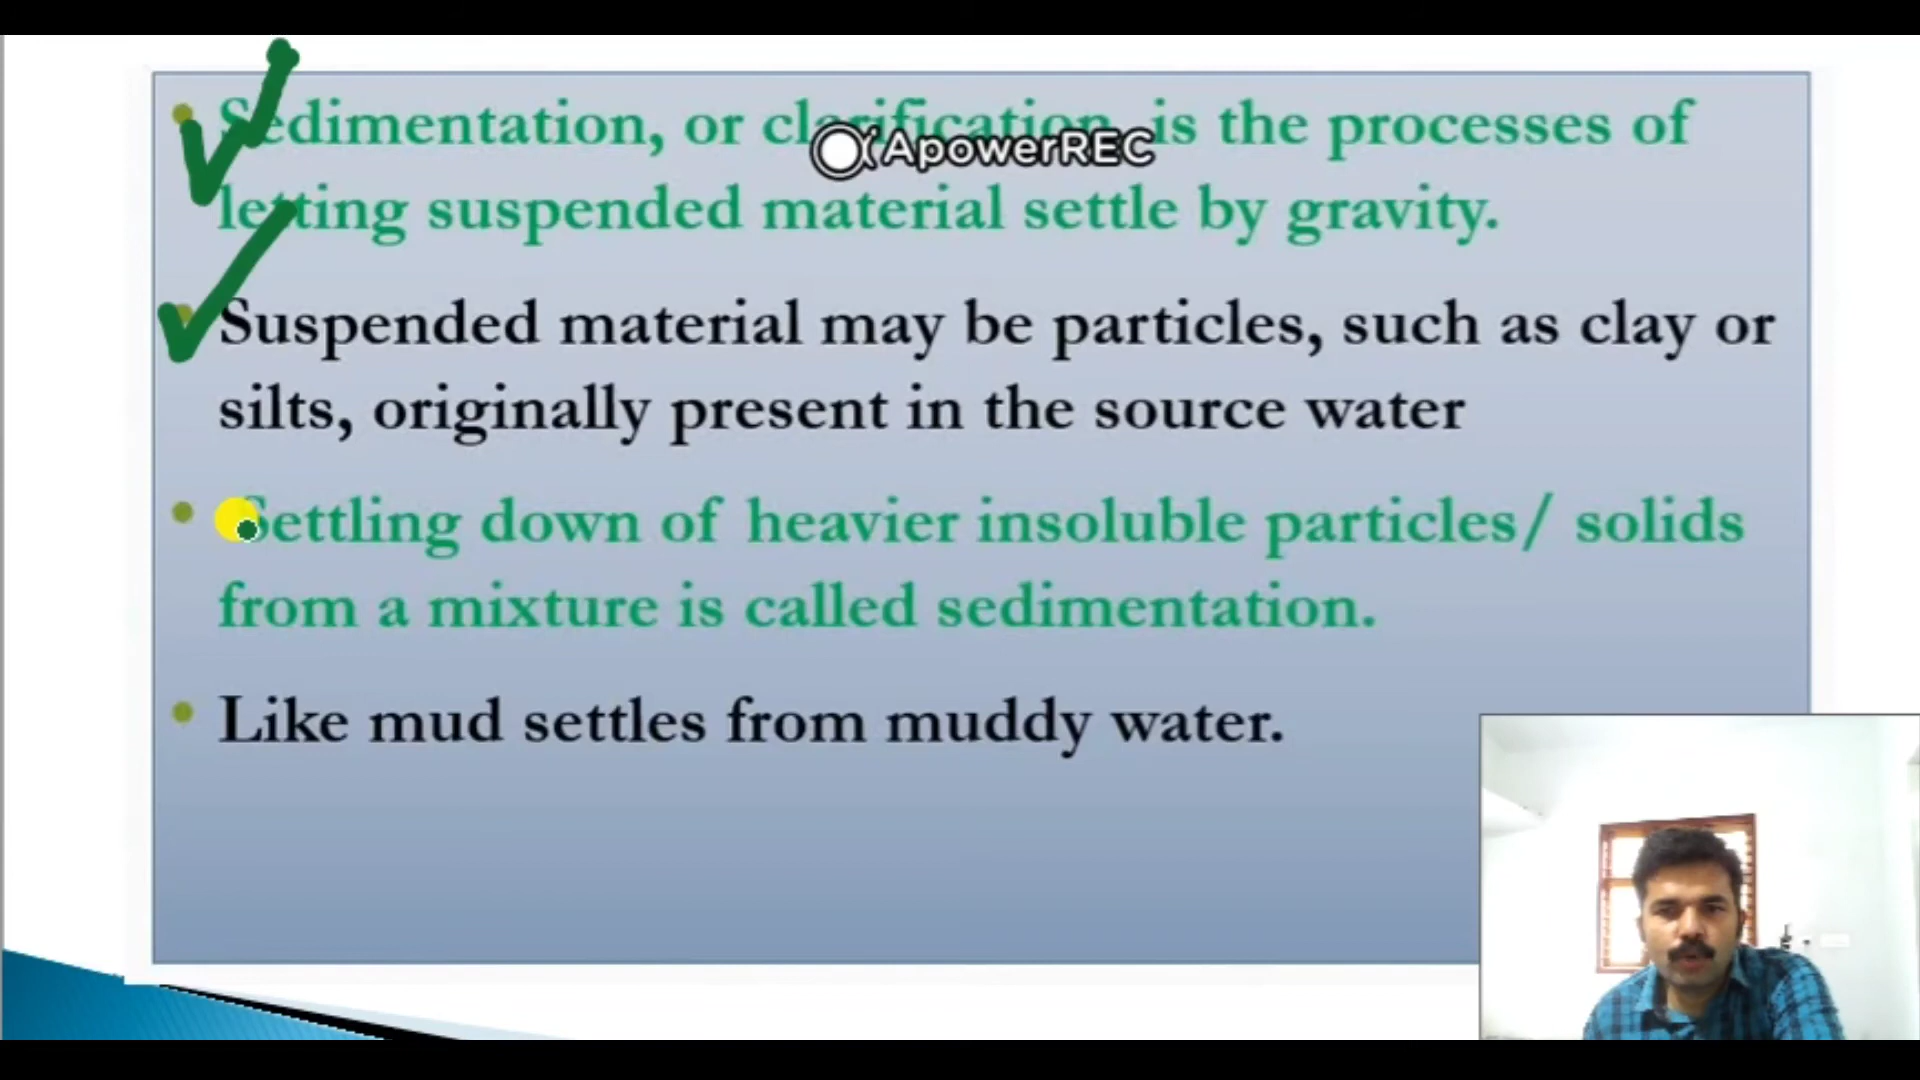 Sedimentation, or clarification, is the processes of
ApowerREC
letting suspended material settle by gravity.
Suspended material may be particles, such as clay or
silts, originally present in the source water
Settling down of heavier insoluble particles/ solids
from a mixture is called sedimentation.
Like mud settles from muddy water.